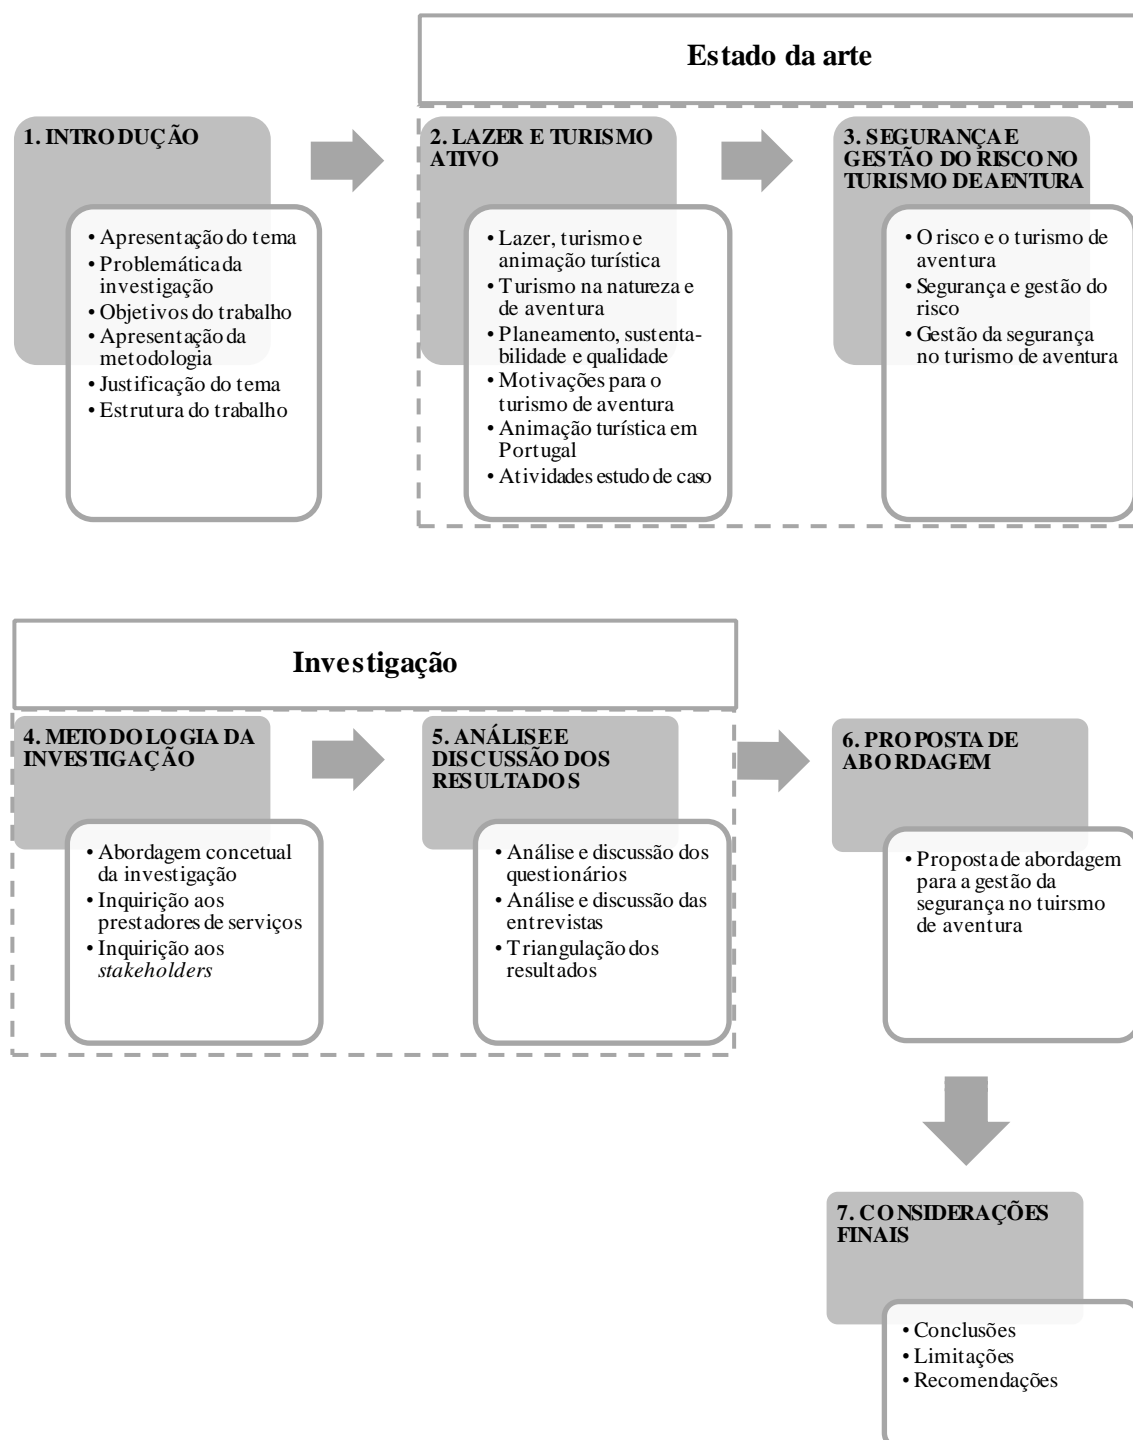 Estado da arte
1. INTRODUÇÃO
• Apresentação do tema
• Problemática da
investigação
• Objetivos do trabalho
• Apresentação da
metodologia
• Justificação do tema
• Estrutura do trabalho
2. LAZER E TURISMO
ATIVO
• Lazer, turismo e
animação turística
• Turismo na natureza e
de aventura
• Planeamento, sustenta-
bilidade e qualidade
• Motivações para o
turismo de aventura
• Animação turística em
Portugal
• Atividades estudo de caso
3. SEGURANÇA E
GESTÃO DO RISCO NO
TURISMO DE AENTURA
• O risco e o turismo de
aventura
• Segurança e gestão do
risco
• Gestão da segurança
no turismo de aventura
Investigação
4. METODOLOGIA DA
INVESTIGAÇÃO
• Abordagem concetual
da investigação
• Inquirição aos
prestadores de serviços
• Inquirição aos
stakeholders
5. ANÁLISE E
DISCUSSÃO DOS
RESULTADOS
• Análise e discussão dos
questionários
• Análise e discussão das
entrevistas
• Triangulação dos
resultados
6. PROPOSTA DE
ABORDAGEM
• Proposta de abordagem
para a gestão da
segurança no tuirsmo
de aventura
7. CONSIDERAÇÕES
FINAIS
• Conclusões
• Limitações
• Recomendações